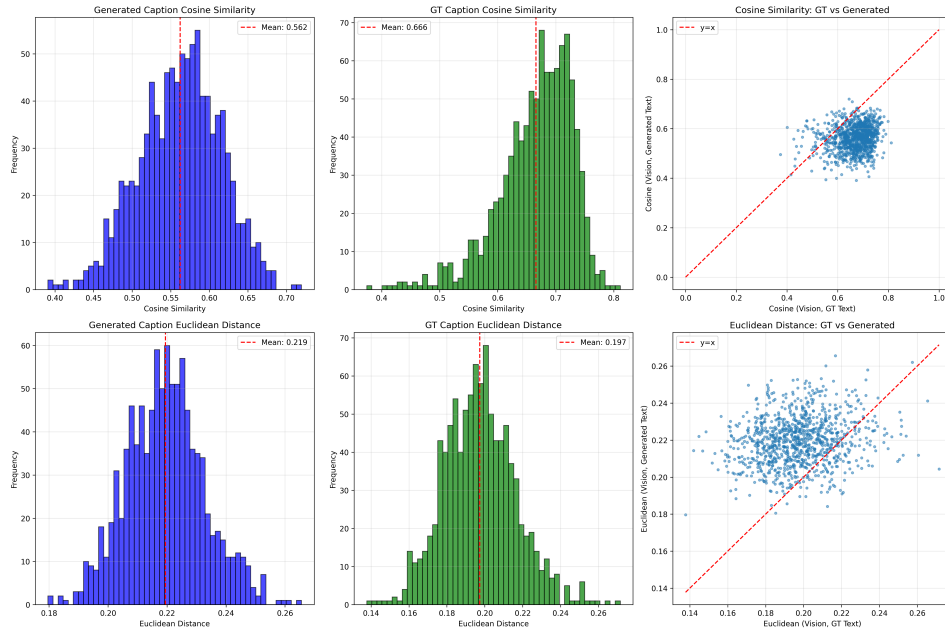 Generated Caption Cosine Similarity
Mean: 0.562
Frequency
50
40
30
20
10
0
0.40 0.45 0.50 0.55 0.60 0.65 0.70
Cosine Similarity
GT Caption Cosine Similarity
Mean: 0.666
Frequency
70
60
50
40
30
20
10
0
0.4 0.5 0.6 0.7 0.8
Cosine Similarity
Cosine Similarity: GT vs Generated
y=x
Cosine (Vision, Generated Text)
1.0
0.8
0.6
0.4
0.2
0.0
0.0 0.2 0.4 0.6 0.8 1.0
Cosine (Vision, GT Text)
Generated Caption Euclidean Distance
Mean: 0.219
Frequency
60
50
40
30
20
10
0
0.18 0.20 0.22 0.24 0.26
Euclidean Distance
GT Caption Euclidean Distance
Mean: 0.197
Frequency
70
60
50
40
30
20
10
0
0.14 0.16 0.18 0.20 0.22 0.24 0.26
Euclidean Distance
Euclidean Distance: GT vs Generated
y=x
Euclidean (Vision, Generated Text)
0.26
0.24
0.22
0.20
0.18
0.16
0.14
0.14 0.16 0.18 0.20 0.22 0.24 0.26
Euclidean (Vision, GT Text)